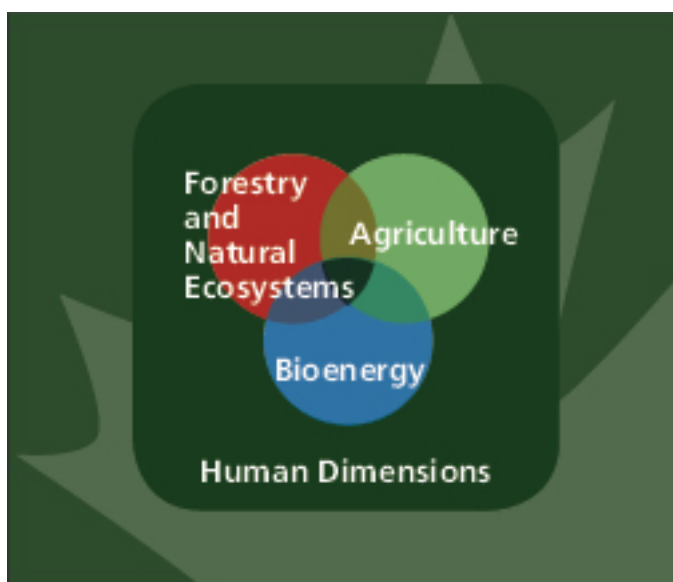 Forestry
and
Natural
Ecosystems
Agriculture
Bioenergy
Human Dimensions